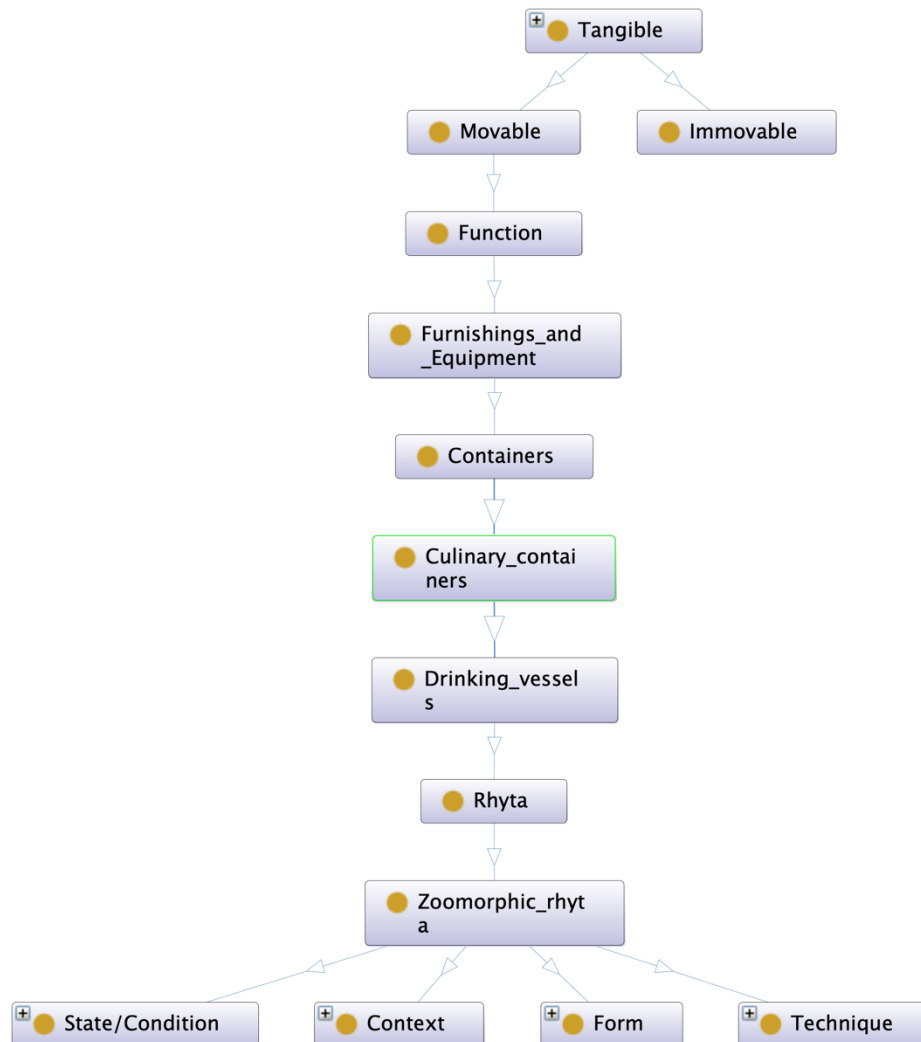 Tangible
Movable
Immovable
Function
Furnishings_and
_Equipment
Containers
Culinary_contai
ners
Drinking_vessel
s
Rhyta
Zoomorphic_rhyt
a
State/Condition
Context
Form
Technique